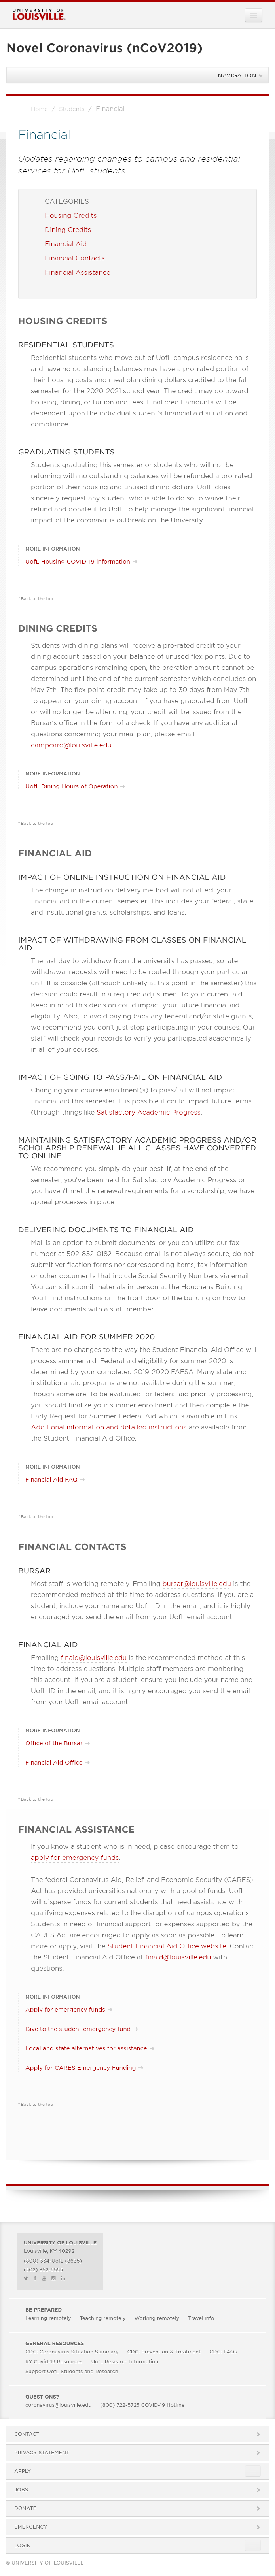 UNIVERSITY OF
LOUISVILLE.
Novel Coronavirus (nCoV2019)
NAVIGATION
Home / Students / Financial
Financial
Updates regarding changes to campus and residential
services for UofL students
CATEGORIES
Housing Credits
Dining Credits
Financial Aid
Financial Contacts
Financial Assistance
HOUSING CREDITS
RESIDENTIAL STUDENTS
Residential students who move out of UofL campus residence halls
and have no outstanding balances may have a pro-rated portion of
their housing costs and meal plan dining dollars credited to the fall
semester for the 2020-2021 school year. The credit may go toward
housing, dining, or tuition and fees. Final credit amounts will be
dependent upon the individual student's financial aid situation and
compliance.
GRADUATING STUDENTS
Students graduating this semester or students who will not be
returning with no outstanding balances are provided a pro-rated
portion of their housing and unused dining dollars. UofL does
sincerely request any student who is able to do so to waive their
refund and donate it to UofL to help manage the significant financial
impact of the coronavirus outbreak on the University.
MORE INFORMATION
UofL Housing COVID-19 information →
^ Back to the top
DINING CREDITS
Students with dining plans will receive a pro-rated credit to your
dining account based on your balance of unused flex points. Due to
campus operations remaining open, the proration amount cannot be
determined until the end of the current semester which concludes on
May 7th. The flex point credit may take up to 30 days from May 7th
to appear on your dining account. If you have graduated from UofL
or will no longer be attending, your credit will be issued from the
Bursar's office in the form of a check. If you have any additional
questions concerning your meal plan, please email
campcard@louisville.edu.
MORE INFORMATION
UofL Dining Hours of Operation →
^ Back to the top
FINANCIAL AID
IMPACT OF ONLINE INSTRUCTION ON FINANCIAL AID
The change in instruction delivery method will not affect your
financial aid in the current semester. This includes your federal, state
and institutional grants; scholarships; and loans.
IMPACT OF WITHDRAWING FROM CLASSES ON FINANCIAL
AID
The last day to withdraw from the university has passed, so late
withdrawal requests will need to be routed through your individual
unit. It is possible (although unlikely at this point in the semester) this
decision could result in a required adjustment to your current aid.
Keep in mind this decision could impact your future financial aid
eligibility. Also, to avoid paying back any federal and/or state grants,
we recommend you don't just stop participating in your courses. Our
staff will check your records to verify you participated academically
in all of your courses.
IMPACT OF GOING TO PASS/FAIL ON FINANCIAL AID
Changing your course enrollment(s) to pass/fail will not impact
financial aid this semester. It is possible it could impact future terms
(through things like Satisfactory Academic Progress.
MAINTAINING SATISFACTORY ACADEMIC PROGRESS AND/OR
SCHOLARSHIP RENEWAL IF ALL CLASSES HAVE CONVERTED
TO ONLINE
We recommend you simply do your best. If, at the end of the
semester, you've been held for Satisfactory Academic Progress or
you haven't met the renewal requirements for a scholarship, we have
appeal processes in place.
DELIVERING DOCUMENTS TO FINANCIAL AID
Mail is an option to submit documents, or you can utilize our fax
number at 502-852-0182. Because email is not always secure, do not
submit verification forms nor corresponding items, tax information,
or other documents that include Social Security Numbers via email.
You can still submit materials in-person at the Houchens Building.
You'll find instructions on the front door of the building on how to
leave documents with a staff member.
FINANCIAL AID FOR SUMMER 2020
There are no changes to the way the Student Financial Aid Office will
process summer aid. Federal aid eligibility for summer 2020 is
determined by your completed 2019-2020 FAFSA. Many state and
institutional aid programs are not available during the summer,
though some are. To be evaluated for federal aid priority processing,
you should finalize your summer enrollment and then complete the
Early Request for Summer Federal Aid which is available in ULink.
Additional information and detailed instructions are available from
the Student Financial Aid Office.
MORE INFORMATION
Financial Aid FAQ →
^ Back to the top
FINANCIAL CONTACTS
BURSAR
Most staff is working remotely. Emailing bursar@louisville.edu is the
recommended method at this time to address questions. If you are a
student, include your name and UofL ID in the email, and it is highly
encouraged you send the email from your UofL email account.
FINANCIAL AID
Emailing finaid@louisville.edu is the recommended method at this
time to address questions. Multiple staff members are monitoring
this email account. If you are a student, ensure you include your name
and UofL ID in the email, and it is highly encouraged you send the email
from your UofL email account.
MORE INFORMATION
Office of the Bursar →
Financial Aid Office →
^ Back to the top
FINANCIAL ASSISTANCE
If you know a student who is in need, please encourage them to
apply for emergency funds.
The federal Coronavirus Aid, Relief, and Economic Security (CARES)
Act has provided universities nationally with a pool of funds. UofL
will disperse funds for current students that need assistance with
qualifying expenses related to the disruption of campus operations.
Students in need of financial support for expenses supported by the
CARES Act are encouraged to apply as soon as possible. To learn
more or apply, visit the Student Financial Aid Office website. Contact
the Student Financial Aid Office at finaid@louisville.edu with
questions.
MORE INFORMATION
Apply for emergency funds →
Give to the student emergency fund →
Local and state alternatives for assistance →
Apply for CARES Emergency Funding →
^ Back to the top
UNIVERSITY OF LOUISVILLE
Louisville, KY 40292
(800) 334-UofL (8635)
(502) 852-5555
BE PREPARED
Learning remotely Teaching remotely Working remotely Travel info
GENERAL RESOURCES
CDC: Coronavirus Situation Summary CDC: Prevention & Treatment CDC: FAQs
KY Covid-19 Resources UofL Research Information
Support UofL Students and Research
QUESTIONS?
coronavirus@louisville.edu (800) 722-5725 COVID-19 Hotline
CONTACT
PRIVACY STATEMENT
APPLY
JOBS
DONATE
EMERGENCY
LOGIN
© UNIVERSITY OF LOUISVILLE